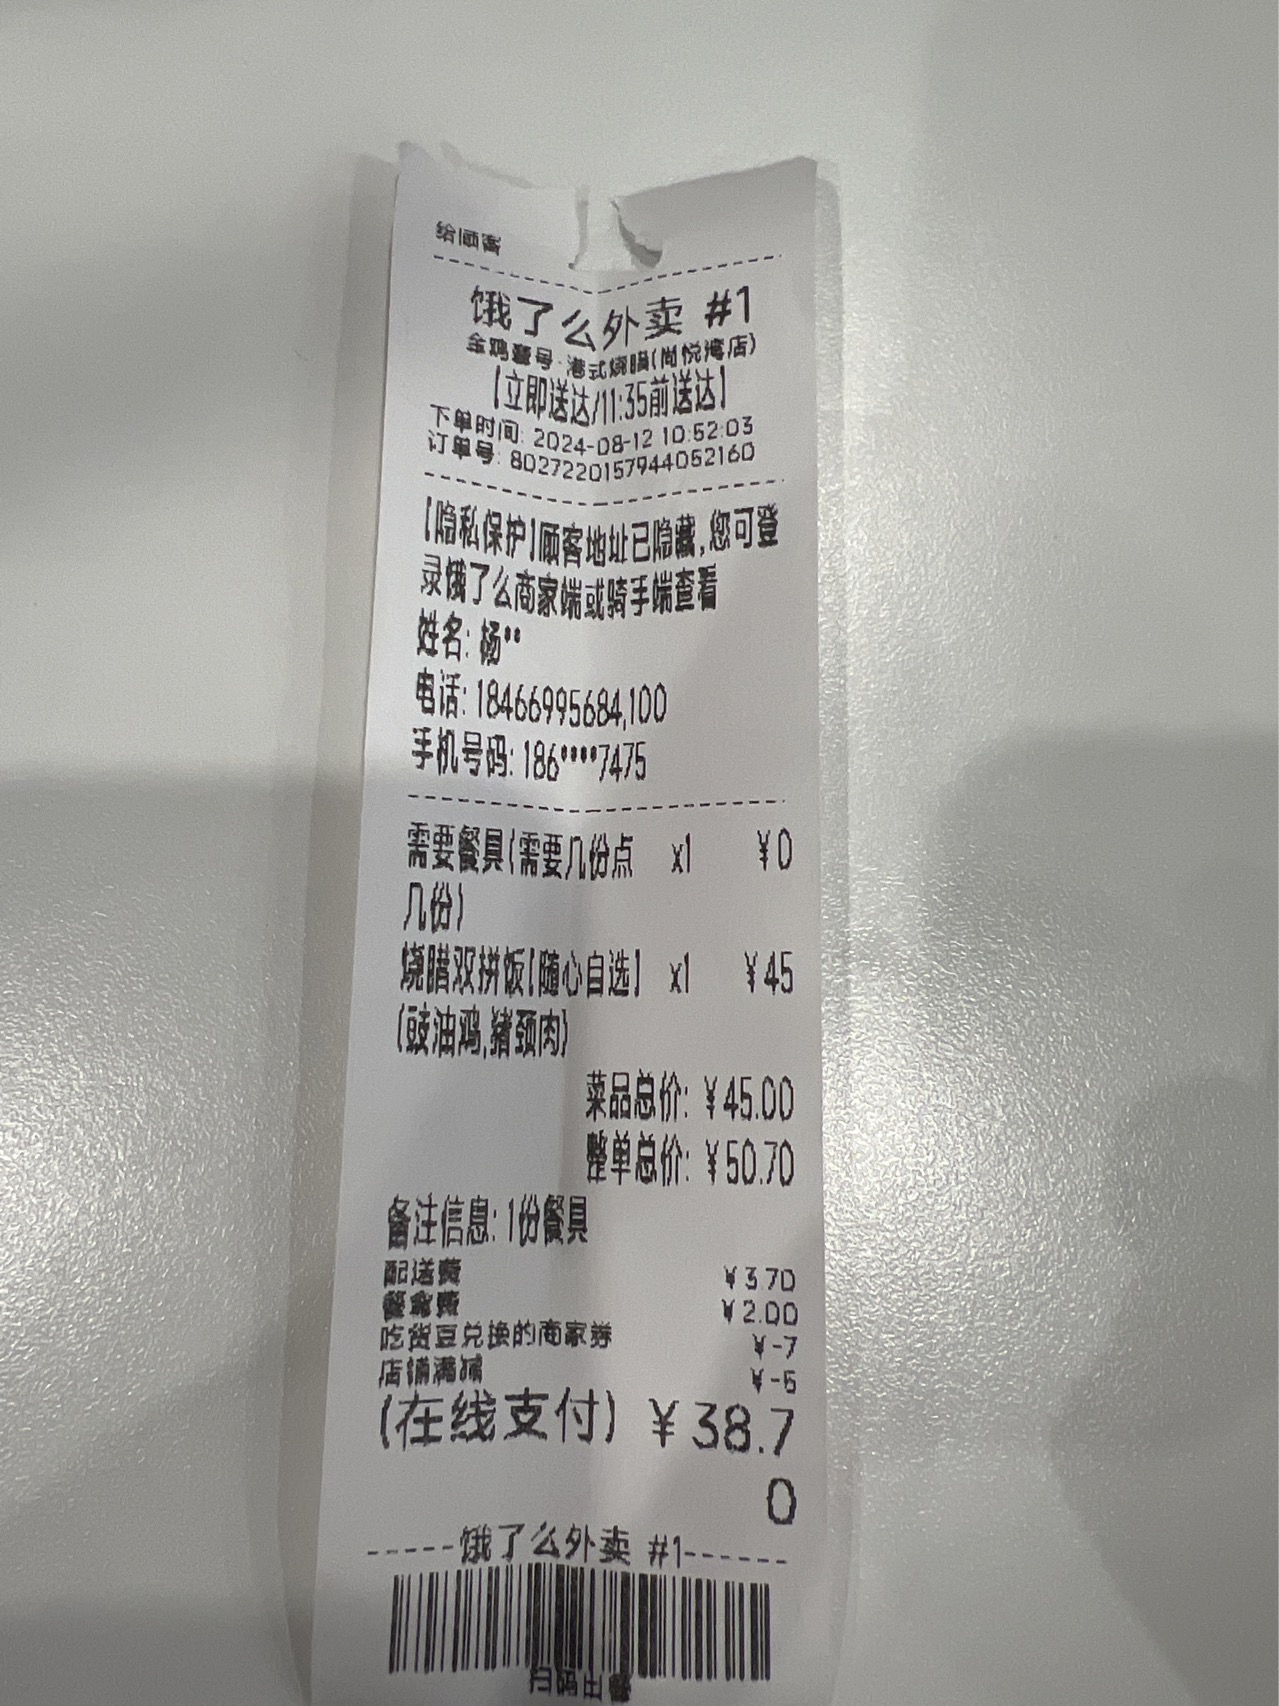 给顾客
饿了么外卖 #1
金鸡壹号·港式烧腊(尚悦湾店)
【立即送达/11:35前送达】
下单时间: 2024-08-12 10:52:03
订单号: 8027220157944052160
【隐私保护】顾客地址已隐藏,您可登
录饿了么商家端或骑手端查看
姓名: 杨**
电话: 18466995684,100
手机号码: 186****7475
需要餐具(需要几份点 x1 ￥0
几份)
烧腊双拼饭【随心自选】 x1 ￥45
(豉油鸡,猪颈肉)
菜品总价: ￥45.00
整单总价: ￥50.70
备注信息: 1份餐具
配送费 ￥3.70
餐盒费 ￥2.00
吃货豆兑换的商家券 ￥-7
店铺满减 ￥-5
(在线支付) ￥38.7
0
饿了么外卖 #1
扫码出餐